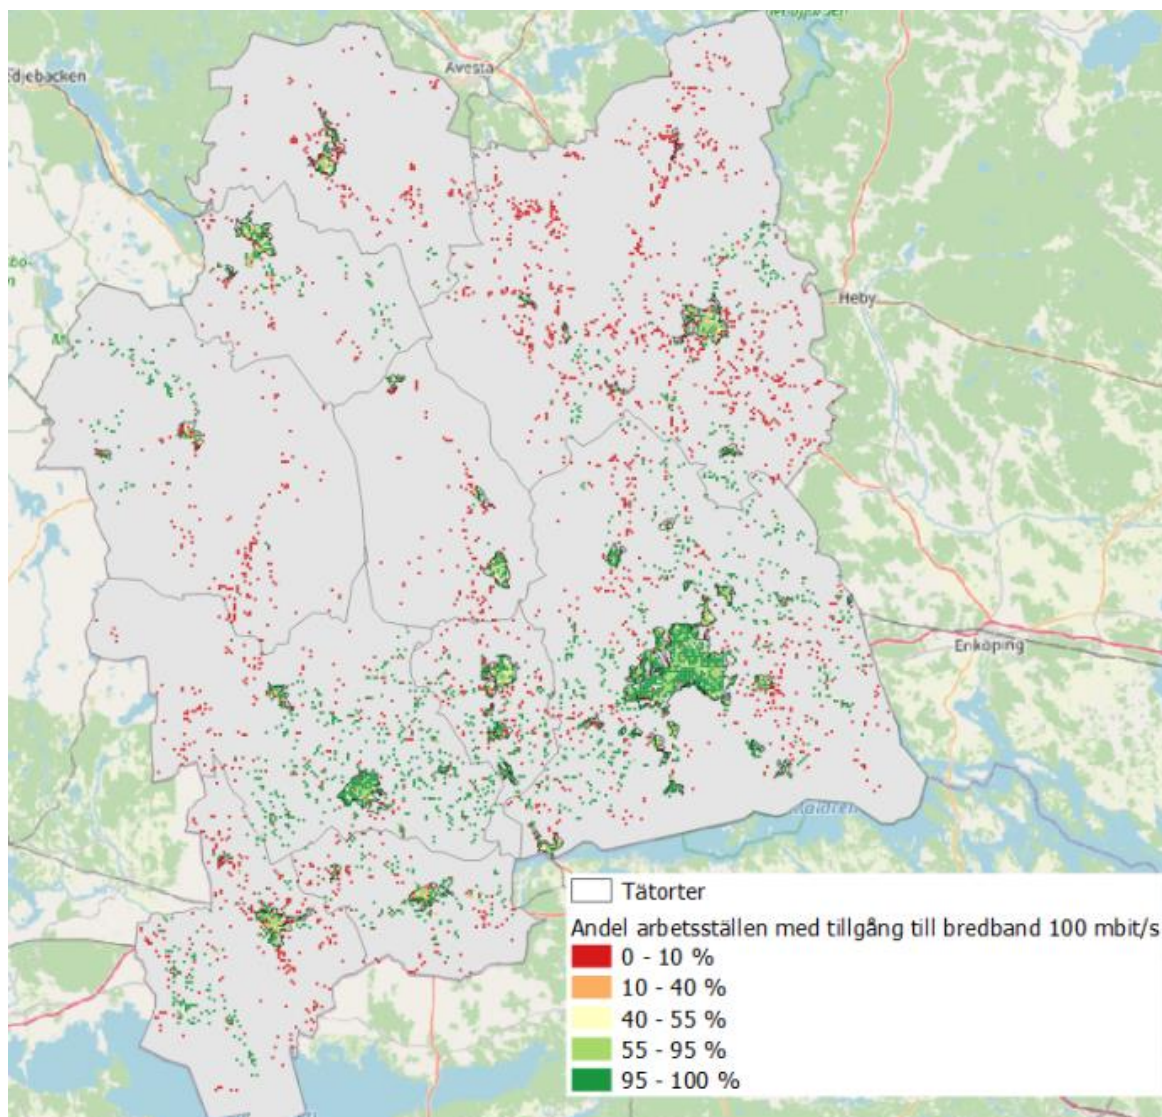 Avesta
Heby
Enköping
Tätorter
Andel arbetsställen med tillgång till bredband 100 mbit/s
0 - 10 %
10 - 40 %
40 - 55 %
55 - 95 %
95 - 100 %